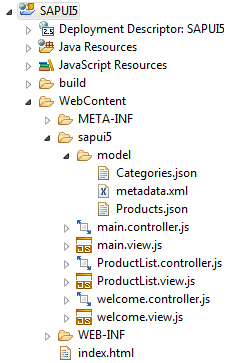 SAPUI5
Deployment Descriptor: SAPUI5
Java Resources
JavaScript Resources
build
WebContent
META-INF
sapui5
model
Categories.json
metadata.xml
Products.json
main.controller.js
main.view.js
ProductList.controller.js
ProductList.view.js
welcome.controller.js
welcome.view.js
WEB-INF
index.html